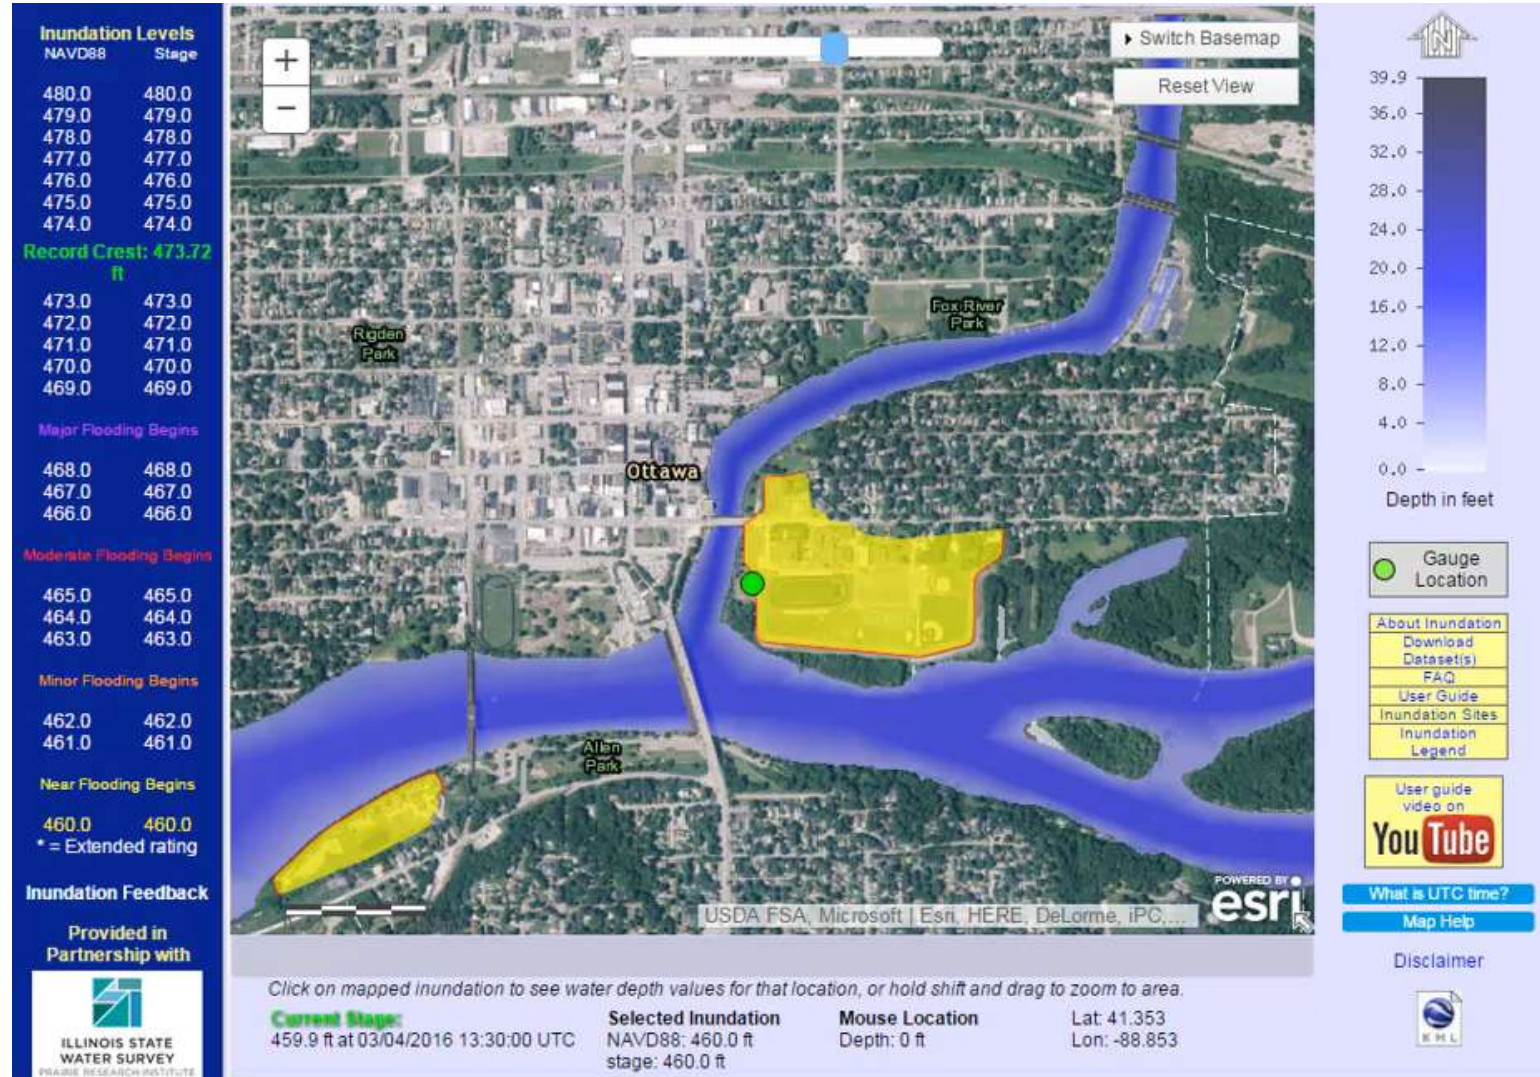 Inundation Levels
NAVD88 Stage
480.0 480.0
479.0 479.0
478.0 478.0
477.0 477.0
476.0 476.0
475.0 475.0
474.0 474.0
Record Crest: 473.72
ft
473.0 473.0
472.0 472.0
471.0 471.0
470.0 470.0
469.0 469.0
Major Flooding Begins
468.0 468.0
467.0 467.0
466.0 466.0
Moderate Flooding Begins
465.0 465.0
464.0 464.0
463.0 463.0
Minor Flooding Begins
462.0 462.0
461.0 461.0
Near Flooding Begins
460.0 460.0
* = Extended rating
Inundation Feedback
Provided in
Partnership with
ILLINOIS STATE
WATER SURVEY
PRAIRIE RESEARCH INSTITUTE
+
−
Switch Basemap
Reset View
Fox River
Park
Rigden
Park
Ottawa
Allen
Park
POWERED BY
esri
USDA FSA, Microsoft | Esri, HERE, DeLorme, iPC,...
Click on mapped inundation to see water depth values for that location, or hold shift and drag to zoom to area.
Current Stage:
459.9 ft at 03/04/2016 13:30:00 UTC
Selected Inundation
NAVD88: 460.0 ft
stage: 460.0 ft
Mouse Location
Depth: 0 ft
Lat: 41.353
Lon: -88.853
39.9
36.0
32.0
28.0
24.0
20.0
16.0
12.0
8.0
4.0
0.0
Depth in feet
Gauge
Location
About Inundation
Download
Dataset(s)
FAQ
User Guide
Inundation Sites
Inundation
Legend
User guide
video on
YouTube
What is UTC time?
Map Help
Disclaimer
KML